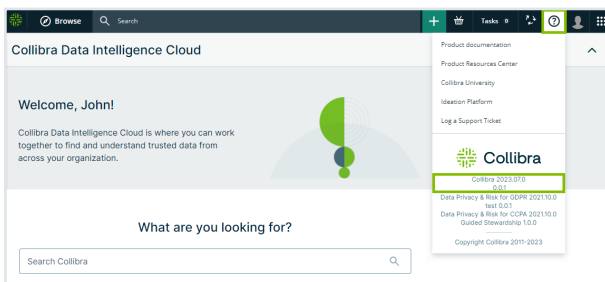 Browse
Search
Tasks 0
?
Collibra Data Intelligence Cloud
Product documentation
Product Resources Center
Collibra University
Ideation Platform
Log a Support Ticket
Welcome, John!
Collibra Data Intelligence Cloud is where you can work
together to find and understand trusted data from
across your organization.
Collibra
Collibra 2023.07.0
0.0.1
Data Privacy & Risk for GDPR 2021.10.0
test 0.0.1
Data Privacy & Risk for CCPA 2021.10.0
Guided Stewardship 1.0.0
Copyright Collibra 2011-2023
What are you looking for?
Search Collibra